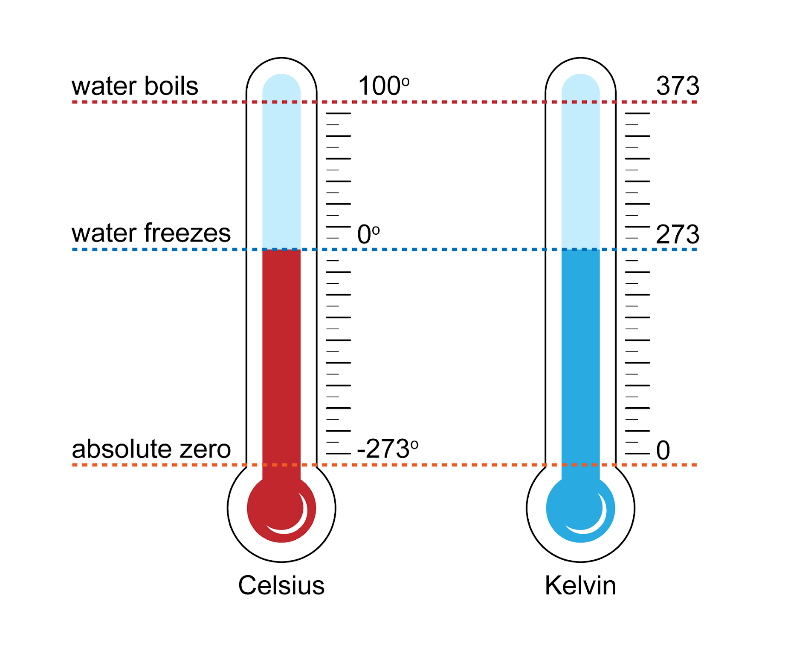 water boils 100° 373
water freezes 0° 273
absolute zero -273° 0
Celsius Kelvin